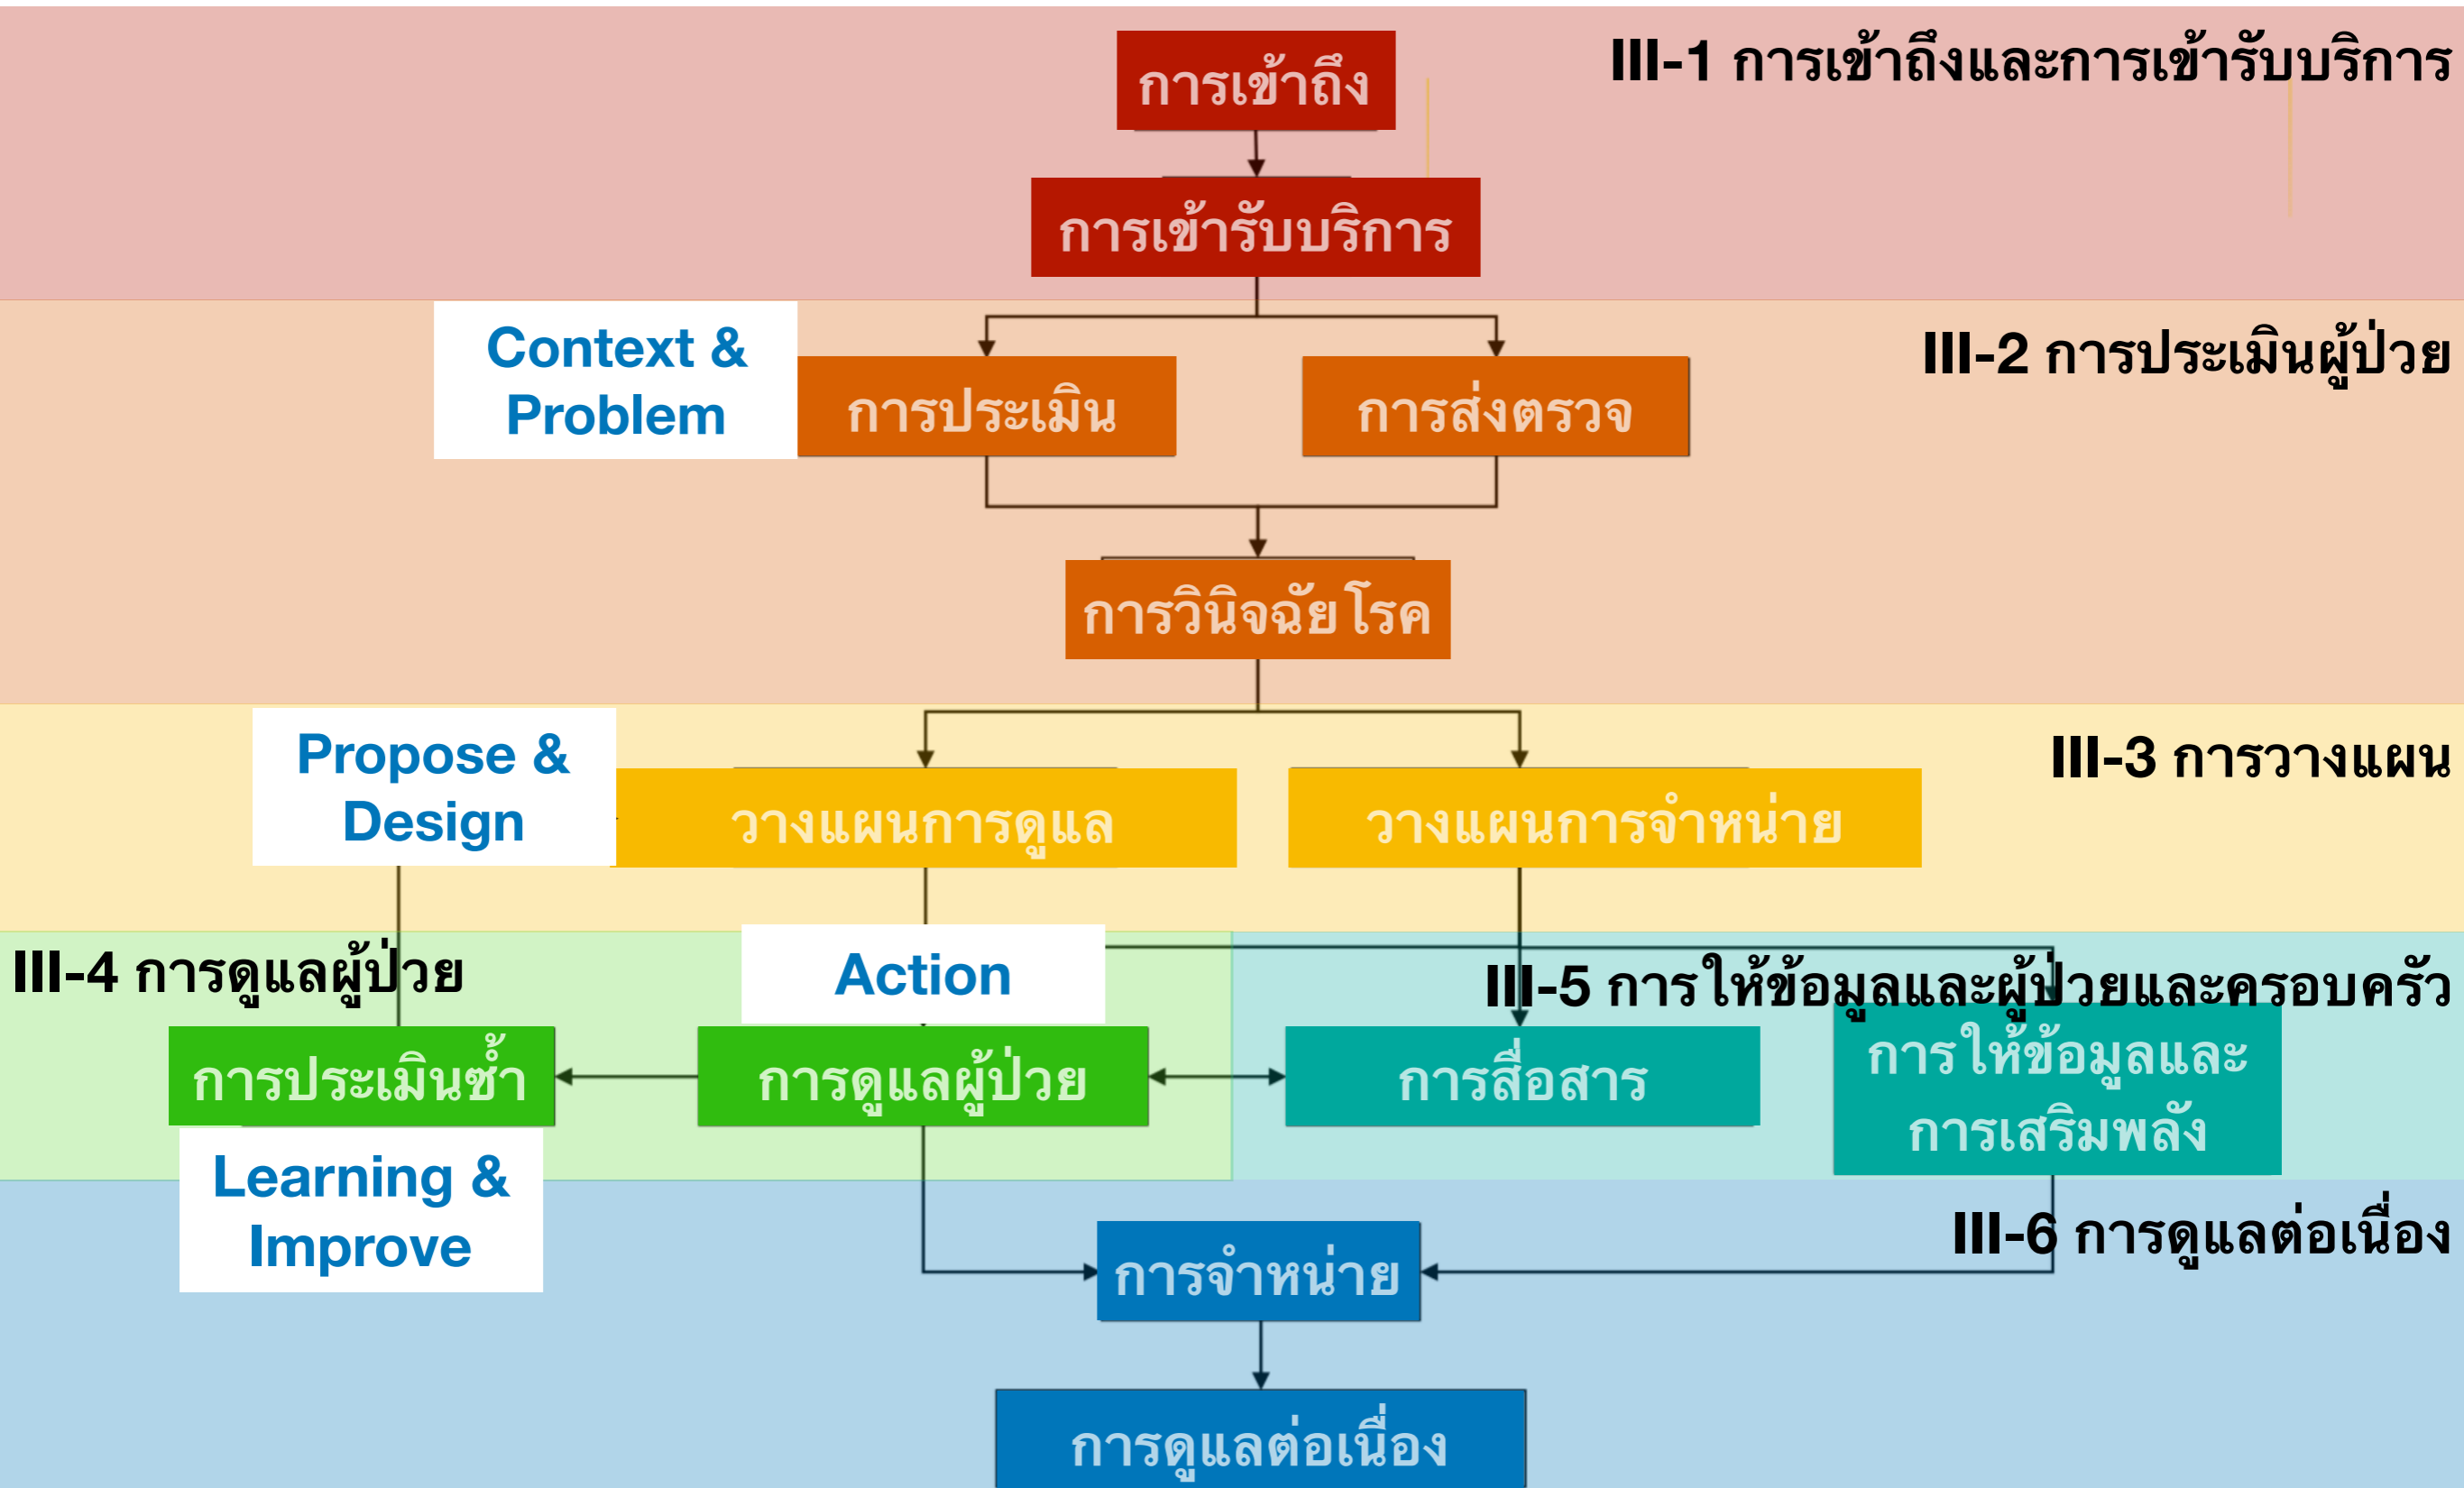 III-1 การเข้าถึงและการเข้ารับบริการ
การเข้าถึง
การเข้ารับบริการ
III-2 การประเมินผู้ป่วย
Context &
Problem
การประเมิน
การส่งตรวจ
การวินิจฉัยโรค
III-3 การวางแผน
Propose &
Design
วางแผนการดูแล
วางแผนการจำหน่าย
III-4 การดูแลผู้ป่วย
Action
III-5 การให้ข้อมูลและผู้ป่วยและครอบครัว
การประเมินซ้ำ
การดูแลผู้ป่วย
การสื่อสาร
การให้ข้อมูลและ
การเสริมพลัง
Learning &
Improve
III-6 การดูแลต่อเนื่อง
การจำหน่าย
การดูแลต่อเนื่อง